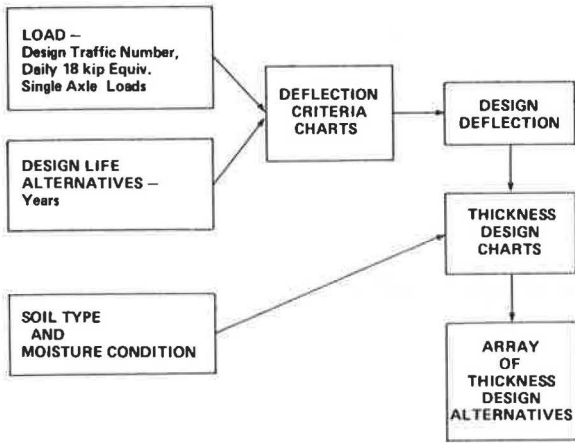 LOAD –
Design Traffic Number,
Daily 18 kip Equiv.
Single Axle Loads
DEFLECTION
CRITERIA
CHARTS
DESIGN
DEFLECTION
DESIGN LIFE
ALTERNATIVES –
Years
THICKNESS
DESIGN
CHARTS
SOIL TYPE
AND
MOISTURE CONDITION
ARRAY
OF
THICKNESS
DESIGN
ALTERNATIVES